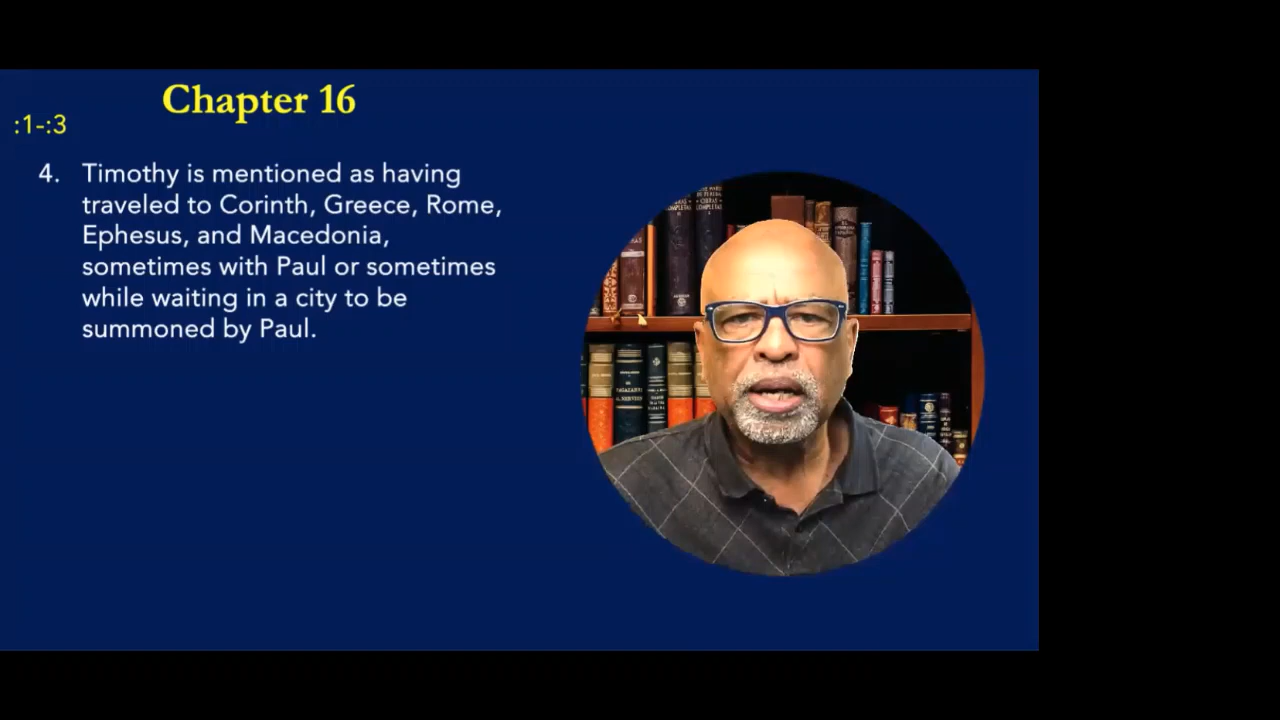 Chapter 16
:1-:3
4. Timothy is mentioned as having
traveled to Corinth, Greece, Rome,
Ephesus, and Macedonia,
sometimes with Paul or sometimes
while waiting in a city to be
summoned by Paul.